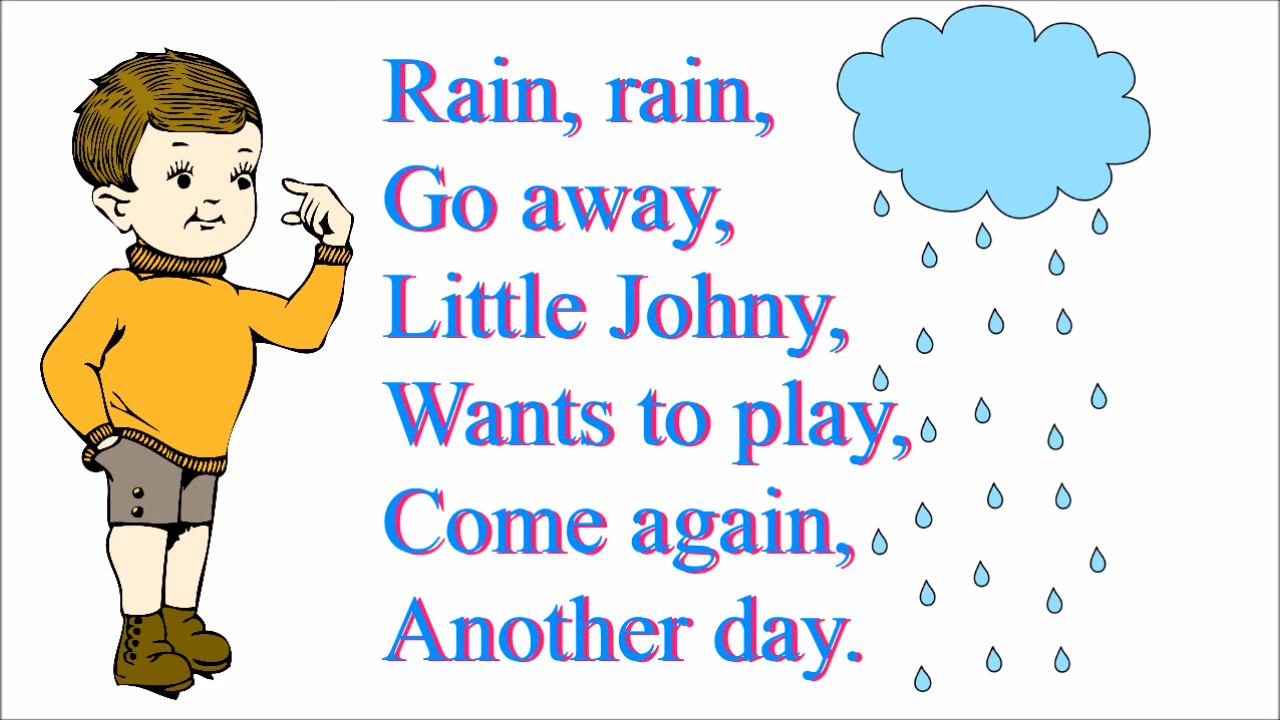 Rain, rain,
Go away,
Little Johny,
Wants to play,
Come again,
Another day.